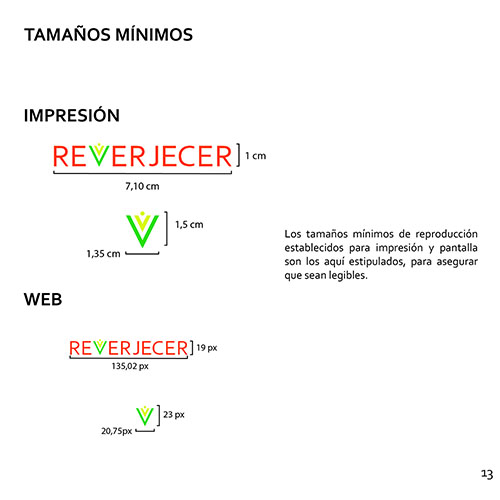 TAMAÑOS MÍNIMOS
IMPRESIÓN
REVERJECER
1 cm
7,10 cm
1,5 cm
1,35 cm
Los tamaños mínimos de reproducción
establecidos para impresión y pantalla
son los aquí estipulados, para asegurar
que sean legibles.
WEB
REVERJECER
19 px
135,02 px
23 px
20,75px
13